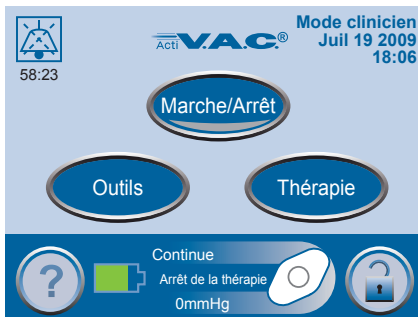 Mode clinicien
Acti V.A.C.® Juil 19 2009
18:06
58:23
Marche/Arrêt
Outils Thérapie
Continue
Arrêt de la thérapie
0mmHg
?